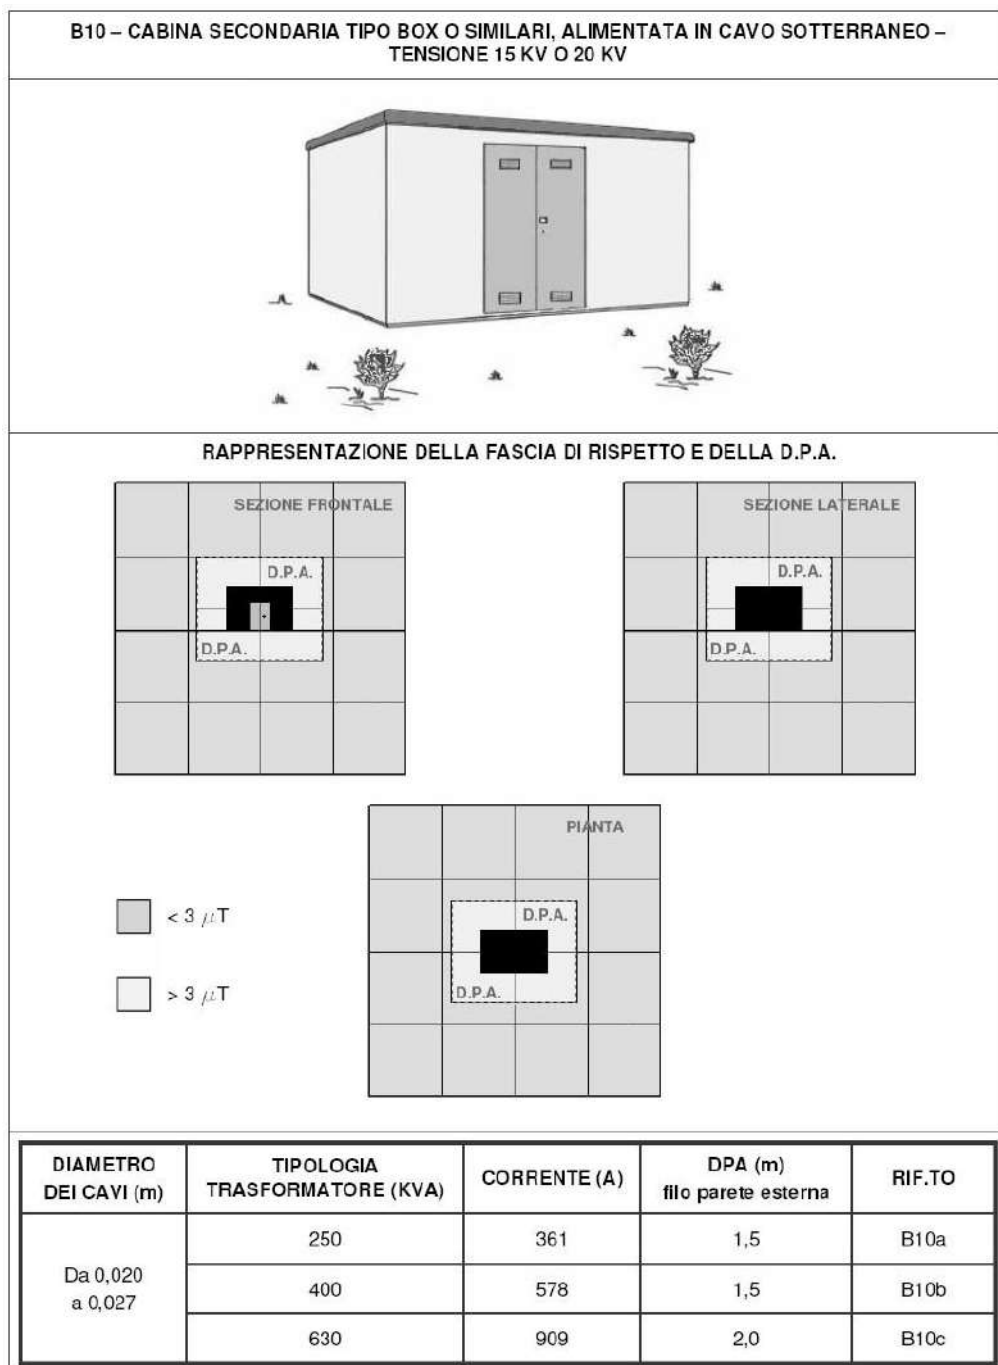 B10 – CABINA SECONDARIA TIPO BOX O SIMILARI, ALIMENTATA IN CAVO SOTTERRANEO –
TENSIONE 15 KV O 20 KV
RAPPRESENTAZIONE DELLA FASCIA DI RISPETTO E DELLA D.P.A.
SEZIONE FRONTALE
D.P.A.
D.P.A.
SEZIONE LATERALE
D.P.A.
D.P.A.
PIANTA
D.P.A.
D.P.A.
< 3 μT
> 3 μT
DIAMETRO
DEI CAVI (m)
TIPOLOGIA
TRASFORMATORE (KVA)
CORRENTE (A)
DPA (m)
filo parete esterna
RIF.TO
Da 0,020
a 0,027
250 361 1,5 B10a
400 578 1,5 B10b
630 909 2,0 B10c